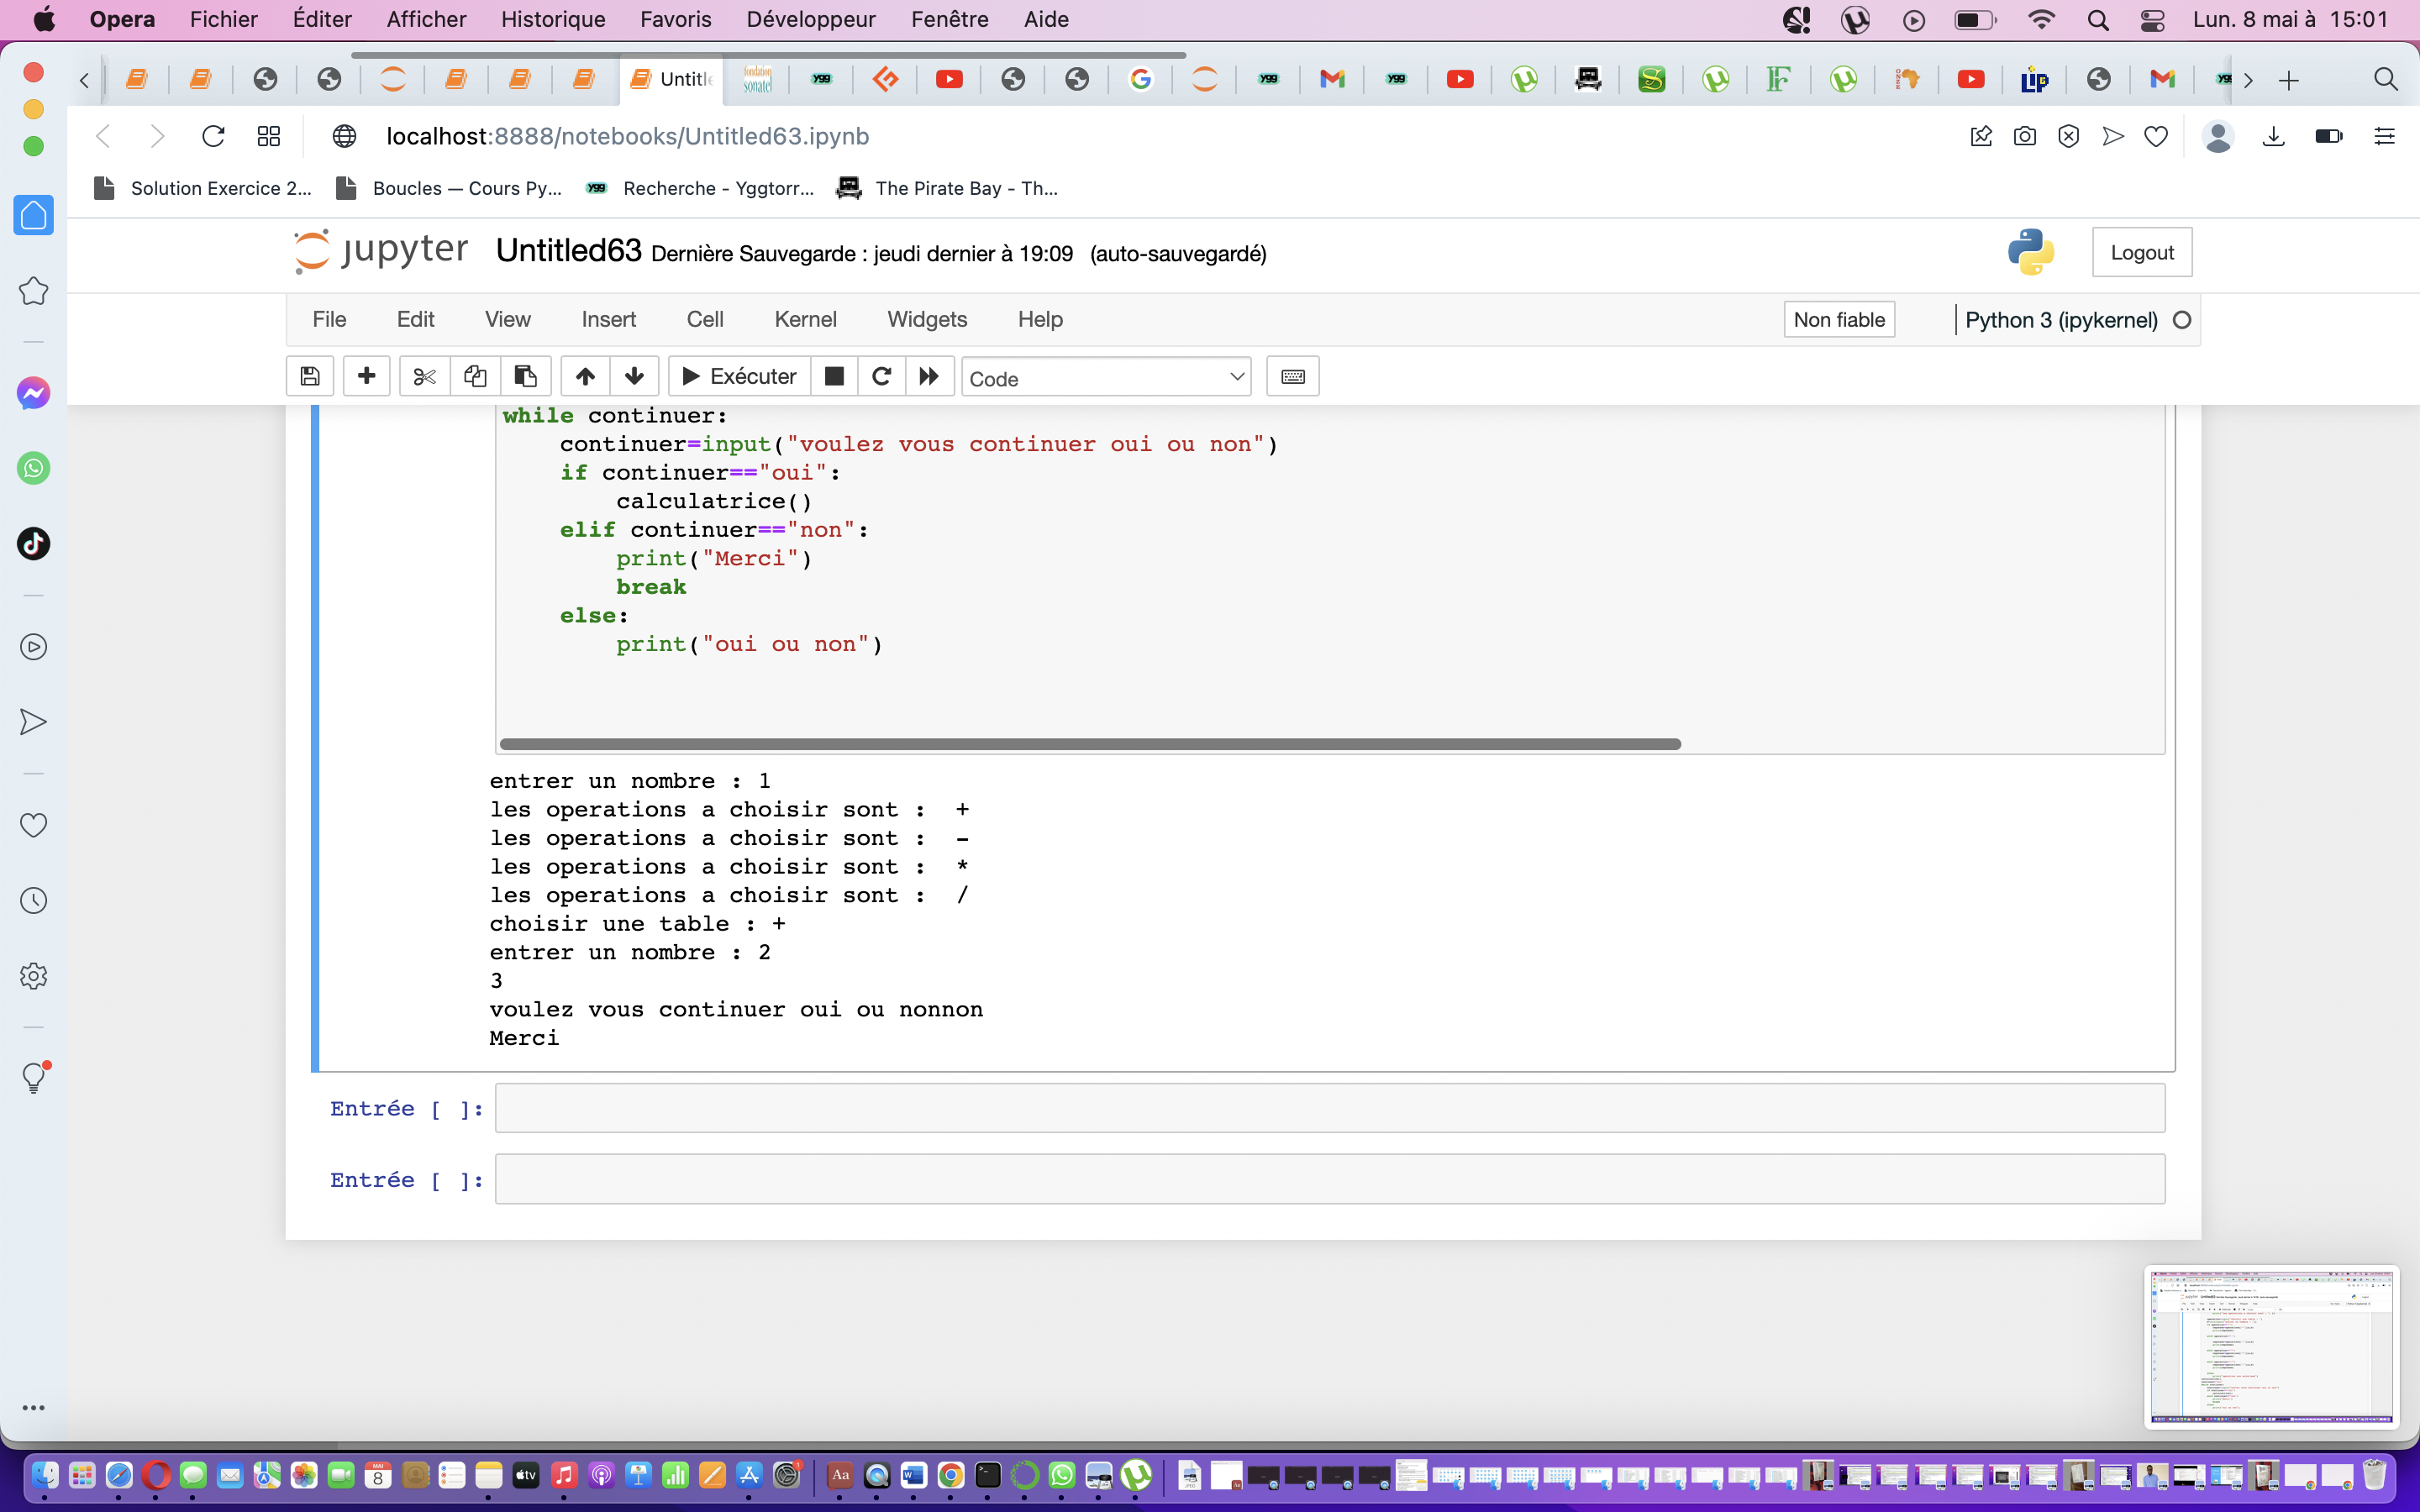 Opera Fichier Éditer Afficher Historique Favoris Développeur Fenêtre Aide Lun. 8 mai à 15:01
Untitle
localhost:8888/notebooks/Untitled63.ipynb
Solution Exercice 2... Boucles — Cours Py... Recherche - Yggtorr... The Pirate Bay - Th...
jupyter Untitled63 Dernière Sauvegarde : jeudi dernier à 19:09 (auto-sauvegardé) Logout
File Edit View Insert Cell Kernel Widgets Help Non fiable Python 3 (ipykernel)
Exécuter Code
while continuer:
    continuer=input("voulez vous continuer oui ou non")
    if continuer=="oui":
        calculatrice()
    elif continuer=="non":
        print("Merci")
        break
    else:
        print("oui ou non")
entrer un nombre : 1
les operations a choisir sont :  +
les operations a choisir sont :  -
les operations a choisir sont :  *
les operations a choisir sont :  /
choisir une table : +
entrer un nombre : 2
3
voulez vous continuer oui ou nonnon
Merci
Entrée [ ]:
Entrée [ ]: